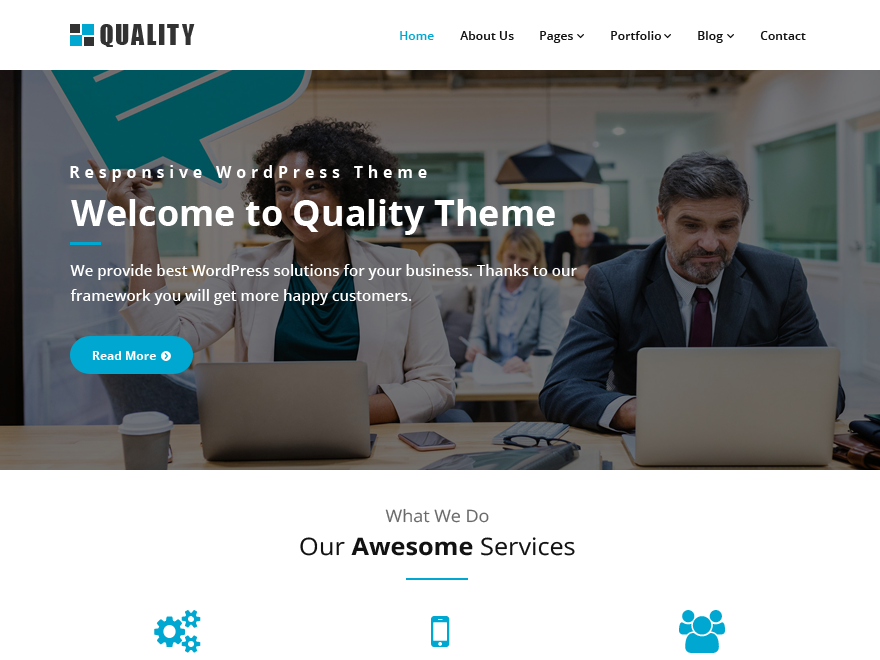 QUALITY
Home About Us Pages Portfolio Blog Contact
Responsive WordPress Theme
Welcome to Quality Theme
We provide best WordPress solutions for your business. Thanks to our
framework you will get more happy customers.
Read More
What We Do
Our Awesome Services